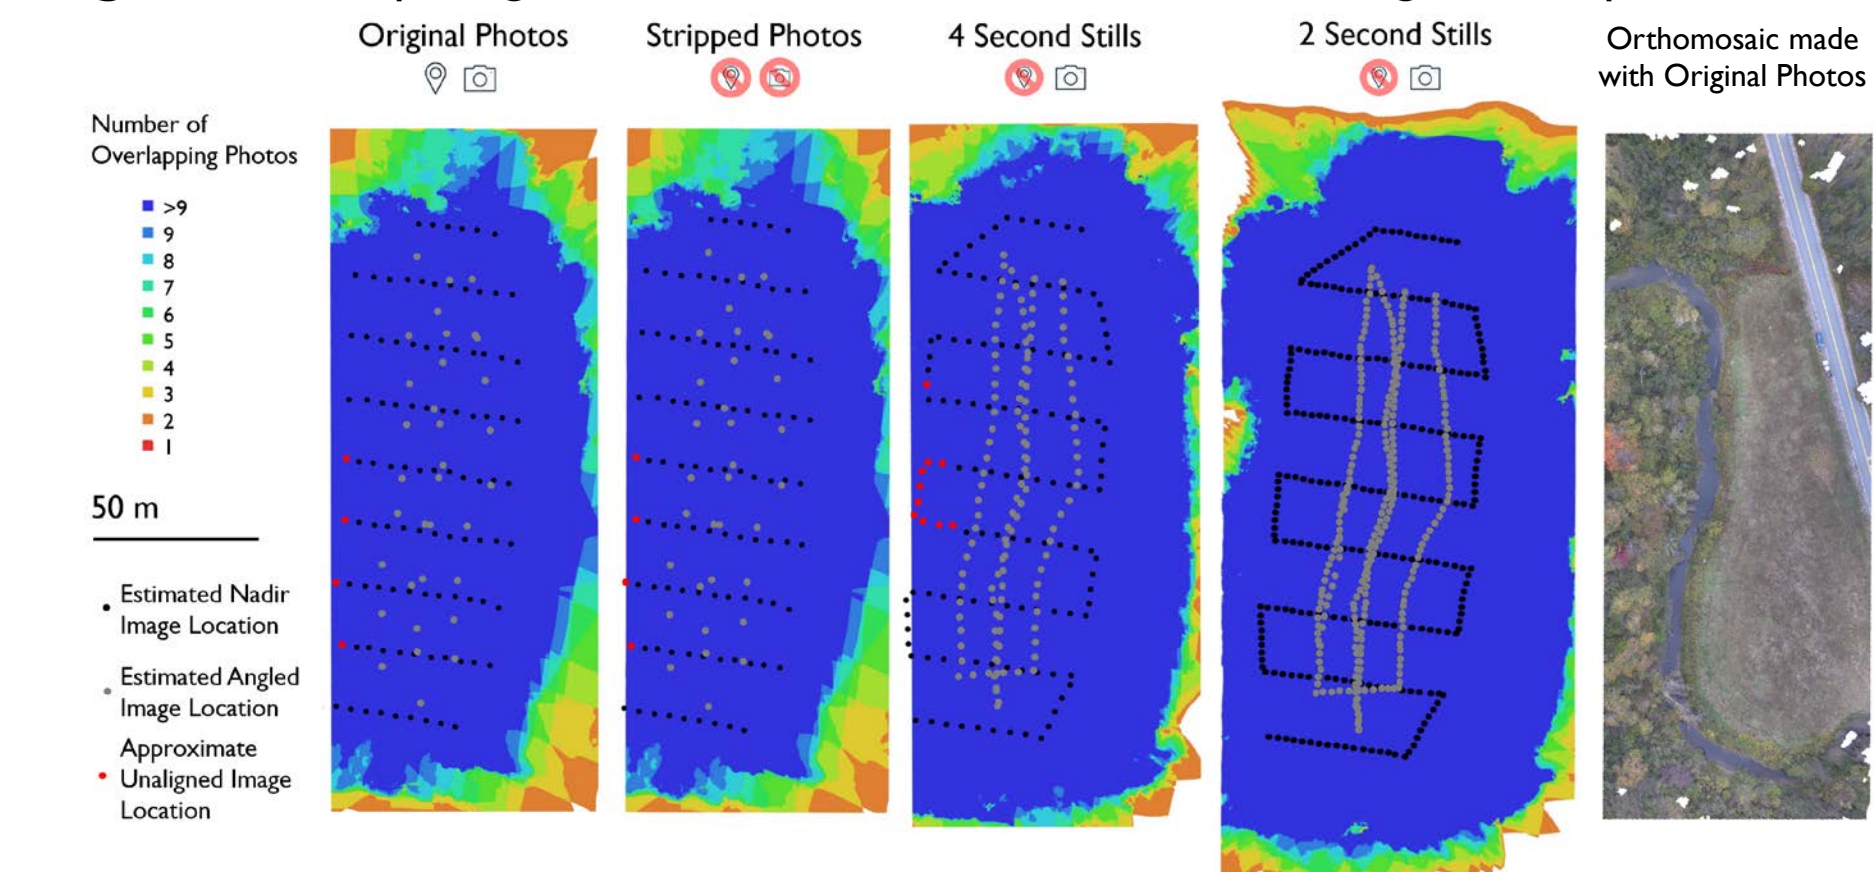 Original Photos
Stripped Photos
4 Second Stills
2 Second Stills
Orthomosaic made
with Original Photos
Number of
Overlapping Photos
>9
9
8
7
6
5
4
3
2
1
50 m
Estimated Nadir
Image Location
Estimated Angled
Image Location
Approximate
Unaligned Image
Location